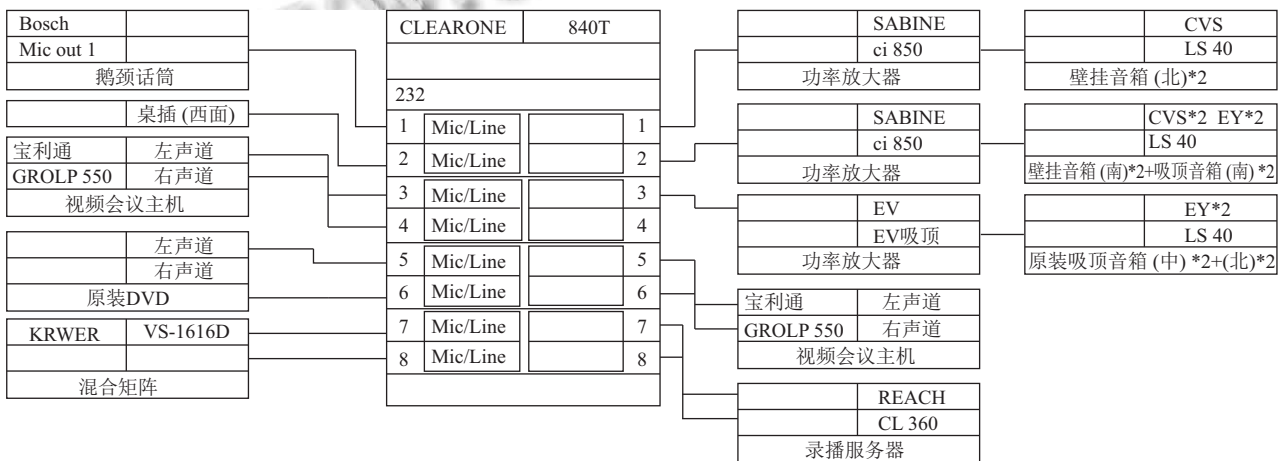 Bosch
Mic out 1
鹅颈话筒
桌插 (西面)
宝利通 左声道
GROLP 550 右声道
视频会议主机
左声道
右声道
原装DVD
KRWER VS-1616D
混合矩阵
CLEARONE 840T
232
1 Mic/Line 1
2 Mic/Line 2
3 Mic/Line 3
4 Mic/Line 4
5 Mic/Line 5
6 Mic/Line 6
7 Mic/Line 7
8 Mic/Line 8
SABINE
ci 850
功率放大器
SABINE
ci 850
功率放大器
EV
EV吸顶
功率放大器
宝利通 左声道
GROLP 550 右声道
视频会议主机
REACH
CL 360
录播服务器
CVS
LS 40
壁挂音箱 (北)*2
CVS*2 EY*2
LS 40
壁挂音箱 (南)*2+吸顶音箱 (南) *2
EY*2
LS 40
原装吸顶音箱 (中) *2+(北)*2